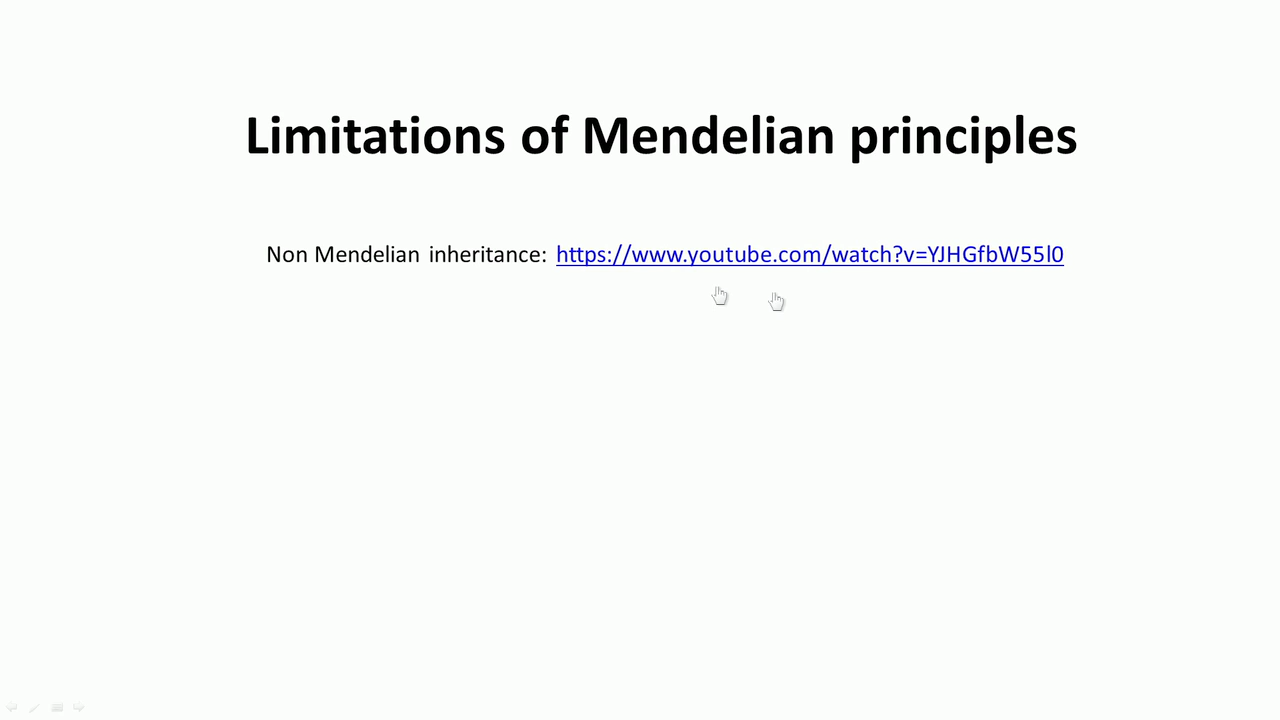 Limitations of Mendelian principles
Non Mendelian inheritance: https://www.youtube.com/watch?v=YJHGfbW55l0